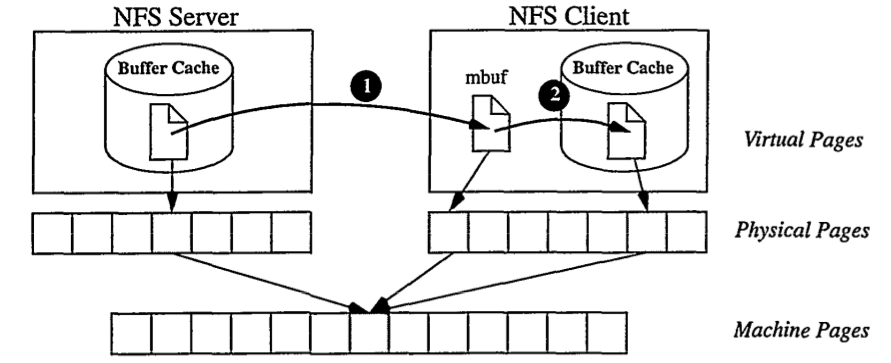 NFS Server
NFS Client
Buffer Cache
1
mbuf
2
Buffer Cache
Virtual Pages
Physical Pages
Machine Pages